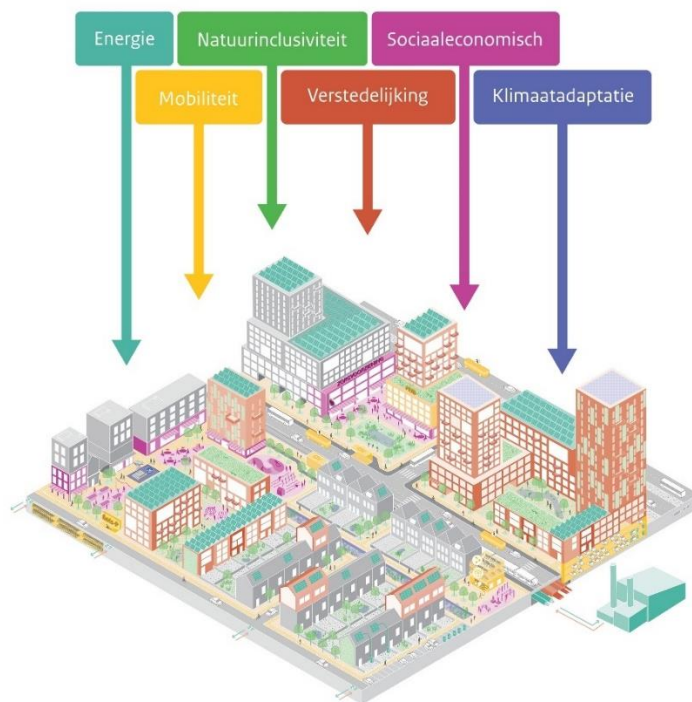 Energie
Natuurinclusiviteit
Sociaaleconomisch
Mobiliteit
Verstedelijking
Klimaatadaptatie